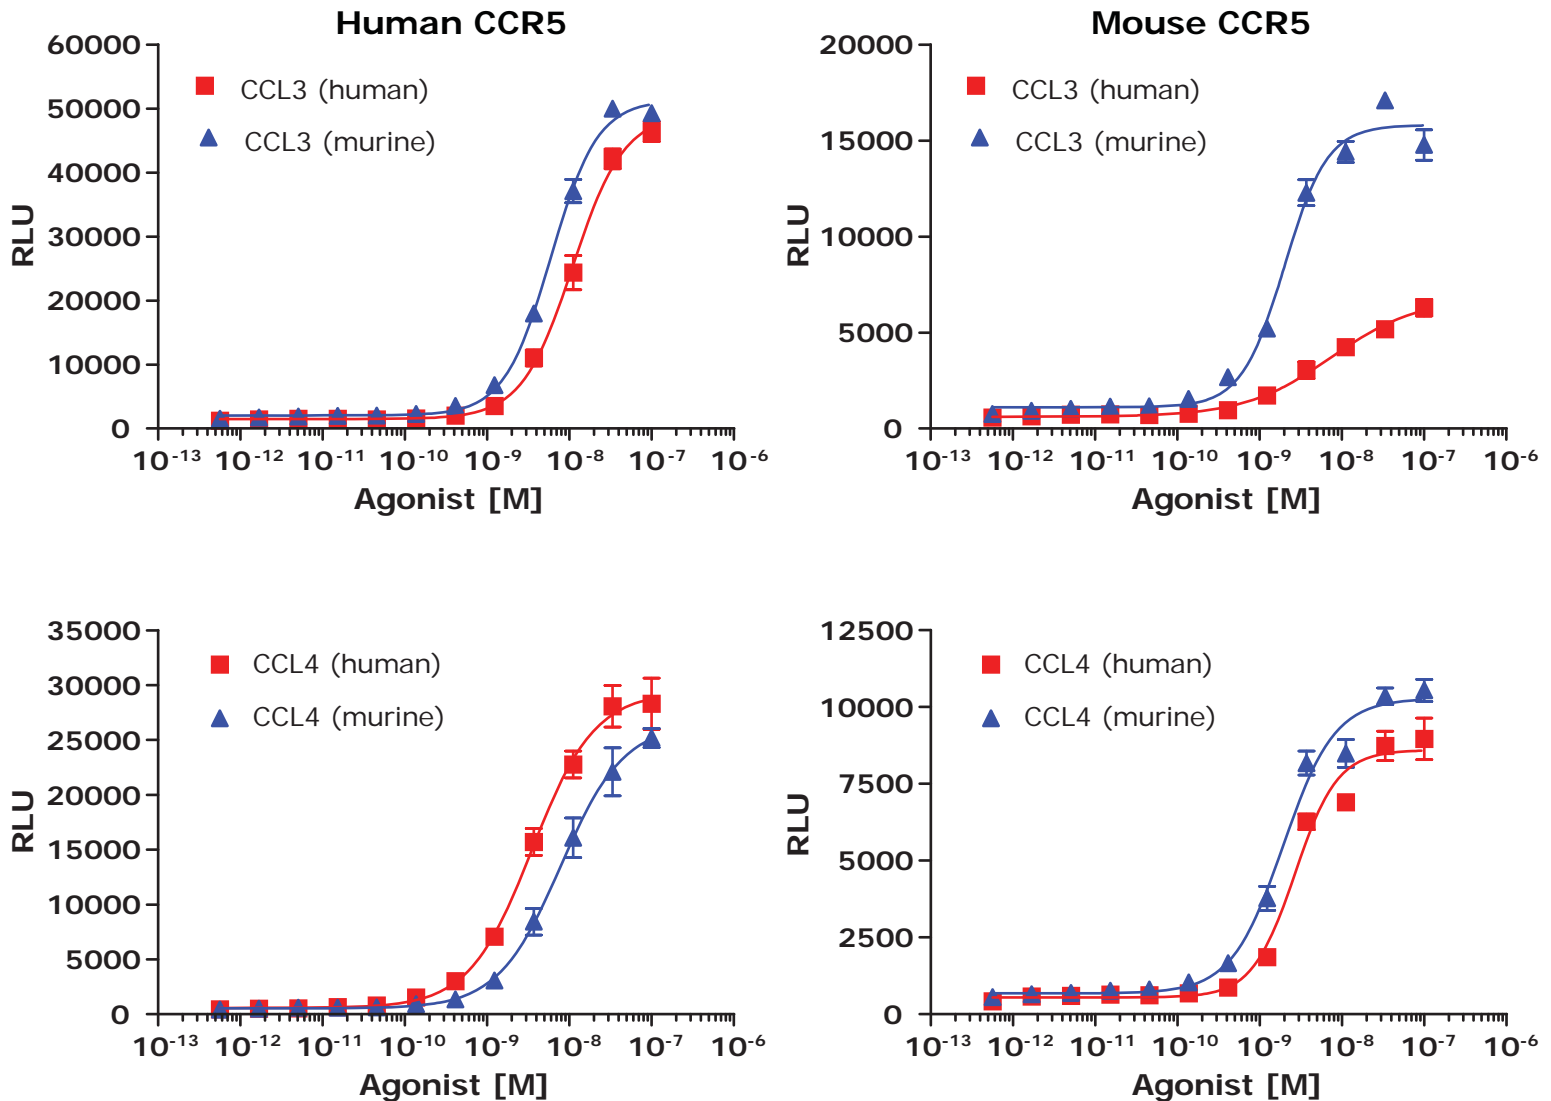 Human CCR5
60000
50000
40000
30000
20000
10000
0
RLU
CCL3 (human)
CCL3 (murine)
10-13 10-12 10-11 10-10 10-9 10-8 10-7 10-6
Agonist [M]
Mouse CCR5
20000
15000
10000
5000
0
RLU
CCL3 (human)
CCL3 (murine)
10-13 10-12 10-11 10-10 10-9 10-8 10-7 10-6
Agonist [M]
35000
30000
25000
20000
15000
10000
5000
0
RLU
CCL4 (human)
CCL4 (murine)
10-13 10-12 10-11 10-10 10-9 10-8 10-7 10-6
Agonist [M]
12500
10000
7500
5000
2500
0
RLU
CCL4 (human)
CCL4 (murine)
10-13 10-12 10-11 10-10 10-9 10-8 10-7 10-6
Agonist [M]